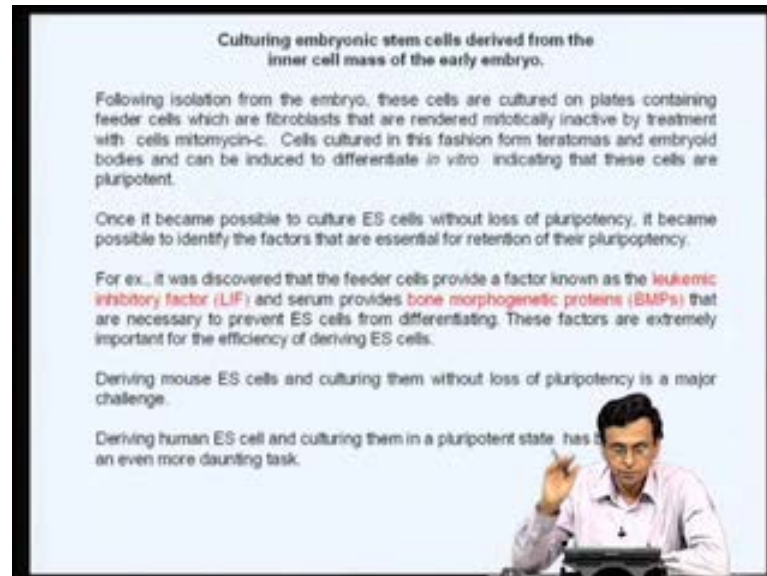 Culturing embryonic stem cells derived from the
inner cell mass of the early embryo.
Following isolation from the embryo, these cells are cultured on plates containing
feeder cells which are fibroblasts that are rendered mitotically inactive by treatment
with cells mitomycin-c. Cells cultured in this fashion form teratomas and embryoid
bodies and can be induced to differentiate in vitro indicating that these cells are
pluripotent.
Once it became possible to culture ES cells without loss of pluripotency, it became
possible to identify the factors that are essential for retention of their pluripoptency.
For ex., it was discovered that the feeder cells provide a factor known as the leukemic
inhibitory factor (LIF) and serum provides bone morphogenetic proteins (BMPs) that
are necessary to prevent ES cells from differentiating. These factors are extremely
important for the efficiency of deriving ES cells.
Deriving mouse ES cells and culturing them without loss of pluripotency is a major
challenge.
Deriving human ES cell and culturing them in a pluripotent state has
an even more daunting task.